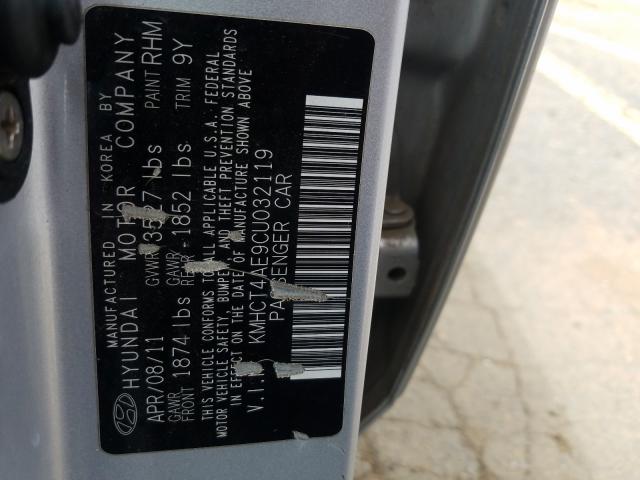 MANUFACTURED IN KOREA BY
HYUNDAI MOTOR COMPANY
APR/08/11 GVWR 3527 lbs PAINT RHM
GAWR FRONT 1874 lbs GAWR 1852 lbs TRIM 9Y
THIS VEHICLE CONFORMS TO ALL APPLICABLE U.S.A. FEDERAL
MOTOR VEHICLE SAFETY, BUMPER AND THEFT PREVENTION STANDARDS
IN EFFECT ON THE DATE OF MANUFACTURE SHOWN ABOVE
V.I.N KMHCT4AE9CU032119
PASSENGER CAR